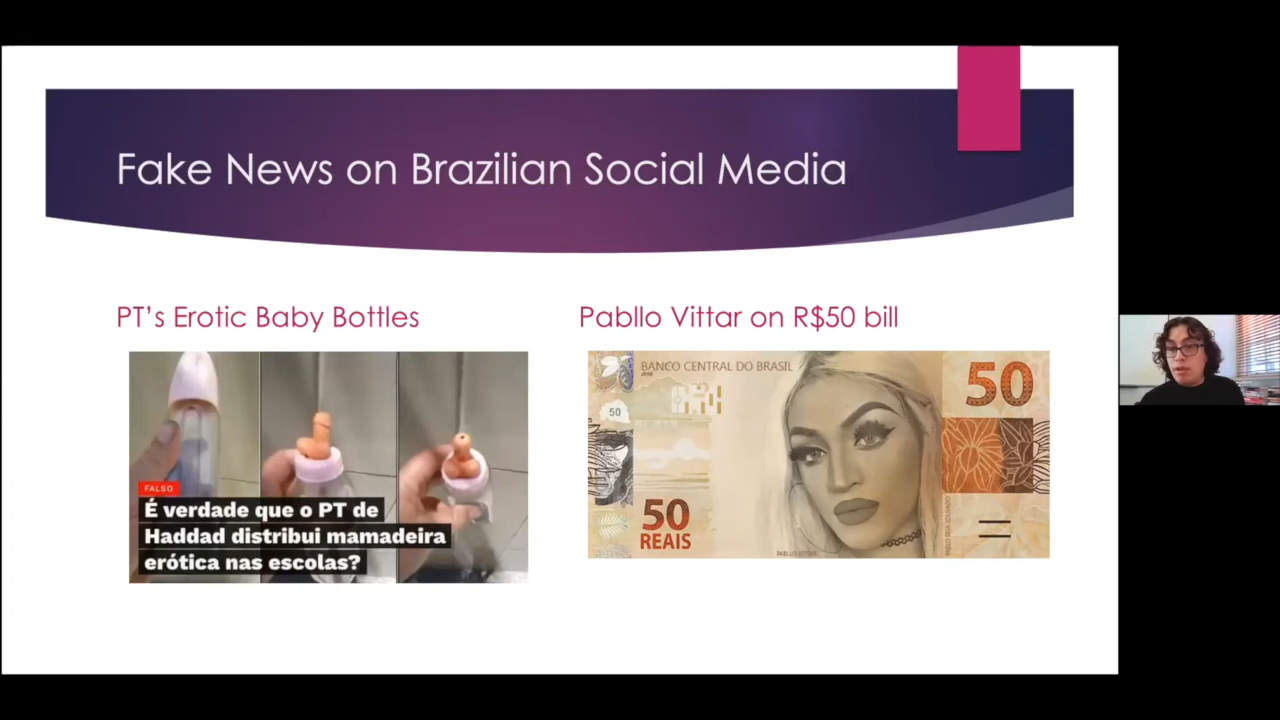 Fake News on Brazilian Social Media
PT's Erotic Baby Bottles
FALSO
É verdade que o PT de
Haddad distribui mamadeira
erótica nas escolas?
Pabllo Vittar on R$50 bill
BANCO CENTRAL DO BRASIL
50
50
50
REAIS
PABLLO VITTAR